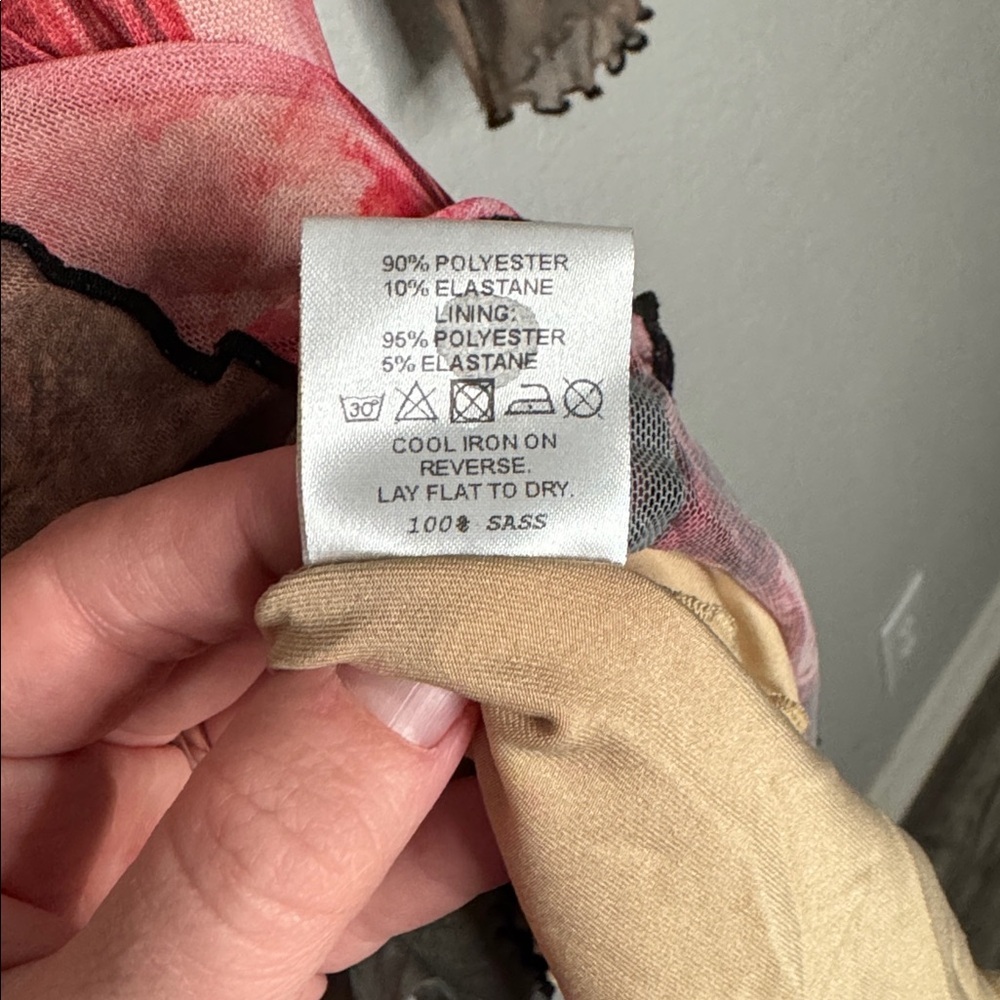 90% POLYESTER
10% ELASTANE
LINING:
95% POLYESTER
5% ELASTANE
30°
COOL IRON ON
REVERSE.
LAY FLAT TO DRY.
100% SASS